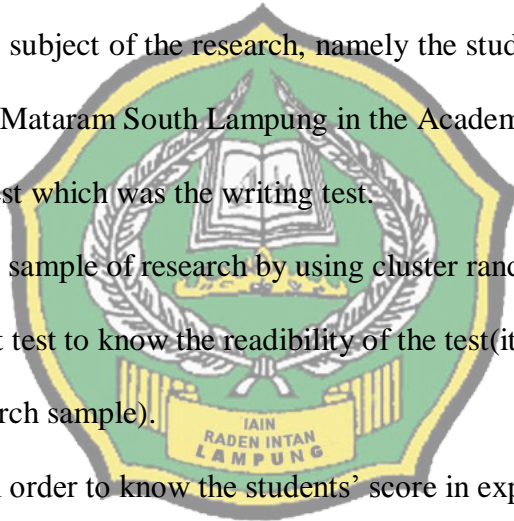 subject of the research, namely the stud
Mataram South Lampung in the Academ
est which was the writing test.
sample of research by using cluster rand
t test to know the readibility of the test(it
rch sample).
IAIN
RADEN INTAN
LAMPUNG
order to know the students’ score in exp